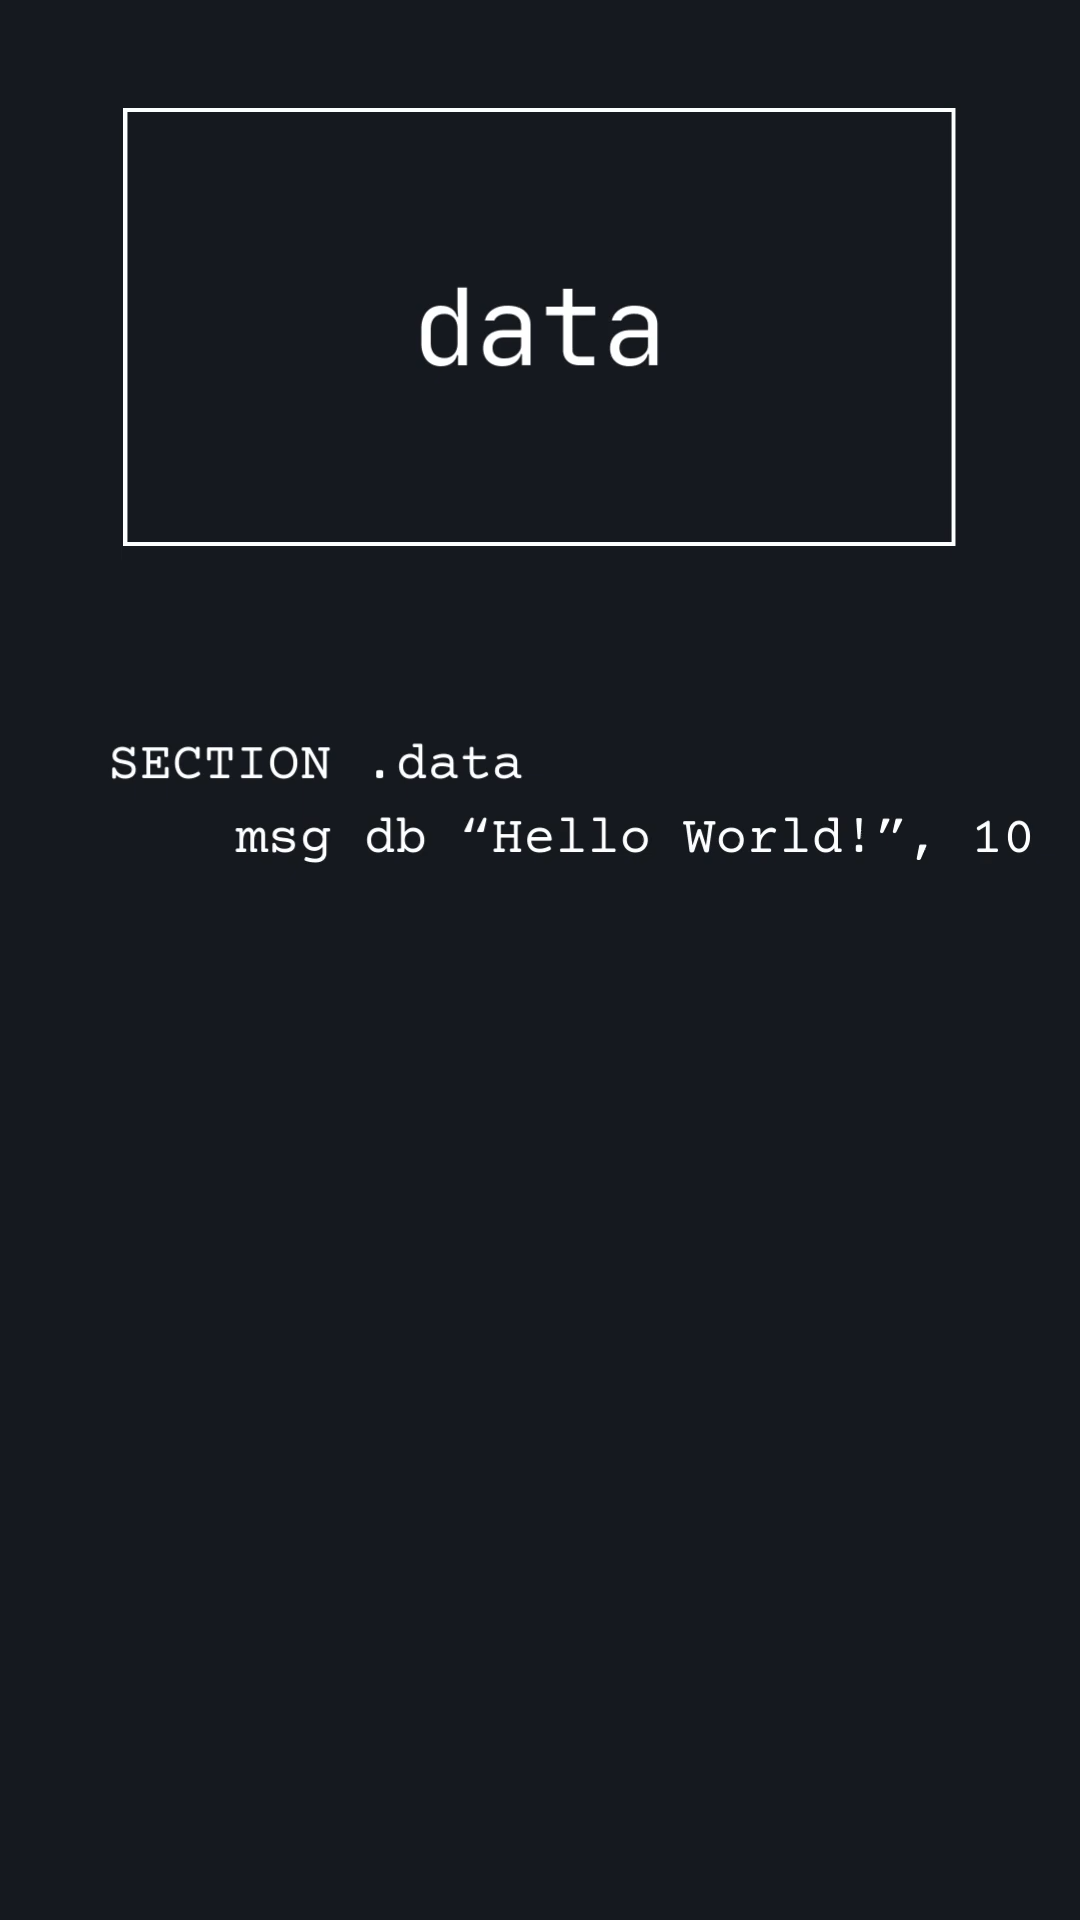 data
SECTION .data
    msg db “Hello World!”, 10